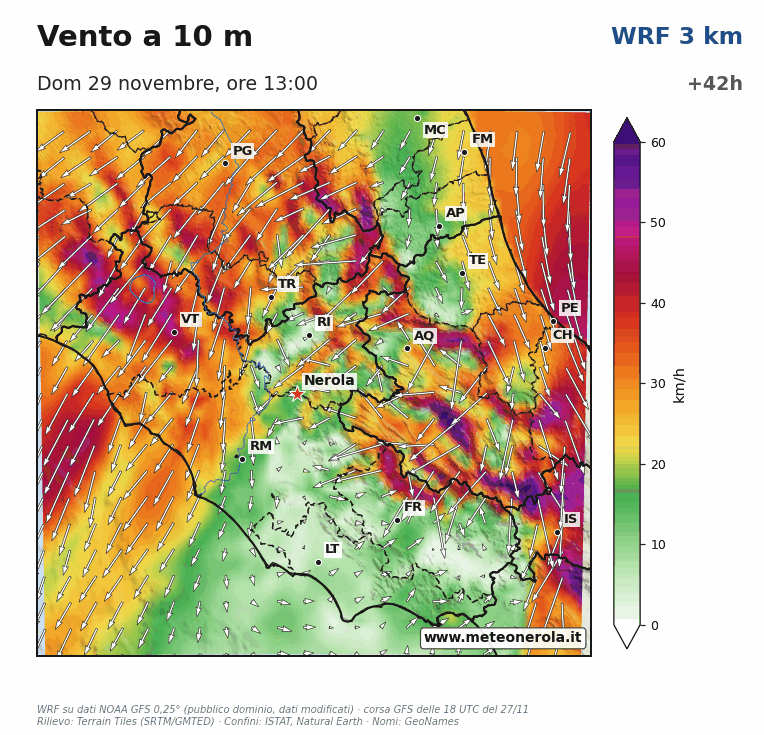 Vento a 10 m
WRF 3 km
Dom 29 novembre, ore 13:00
+42h
MC
FM
PG
AP
TE
TR
PE
VT
RI
AQ
CH
Nerola
RM
FR
IS
LT
www.meteonerola.it
60
50
40
30
20
10
0
km/h
WRF su dati NOAA GFS 0,25° (pubblico dominio, dati modificati) · corsa GFS delle 18 UTC del 27/11
Rilievo: Terrain Tiles (SRTM/GMTED) · Confini: ISTAT, Natural Earth · Nomi: GeoNames